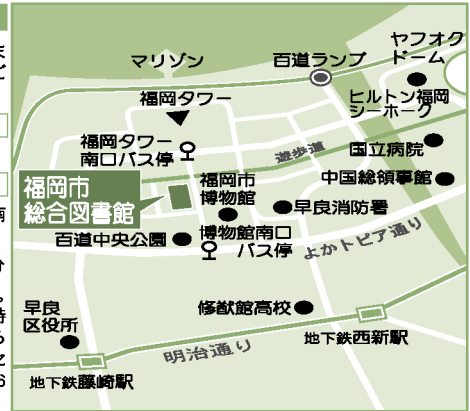 マリゾン
百道ランプ
ヤフオク
ドーム
福岡タワー
ヒルトン福岡
シーホーク
福岡タワー
南口バス停
遊歩道
国立病院
福岡市
総合図書館
福岡市
博物館
中国総領事館
早良消防署
百道中央公園
博物館南口
バス停
よかトピア通り
早良
区役所
修猷館高校
地下鉄西新駅
明治通り
地下鉄藤崎駅